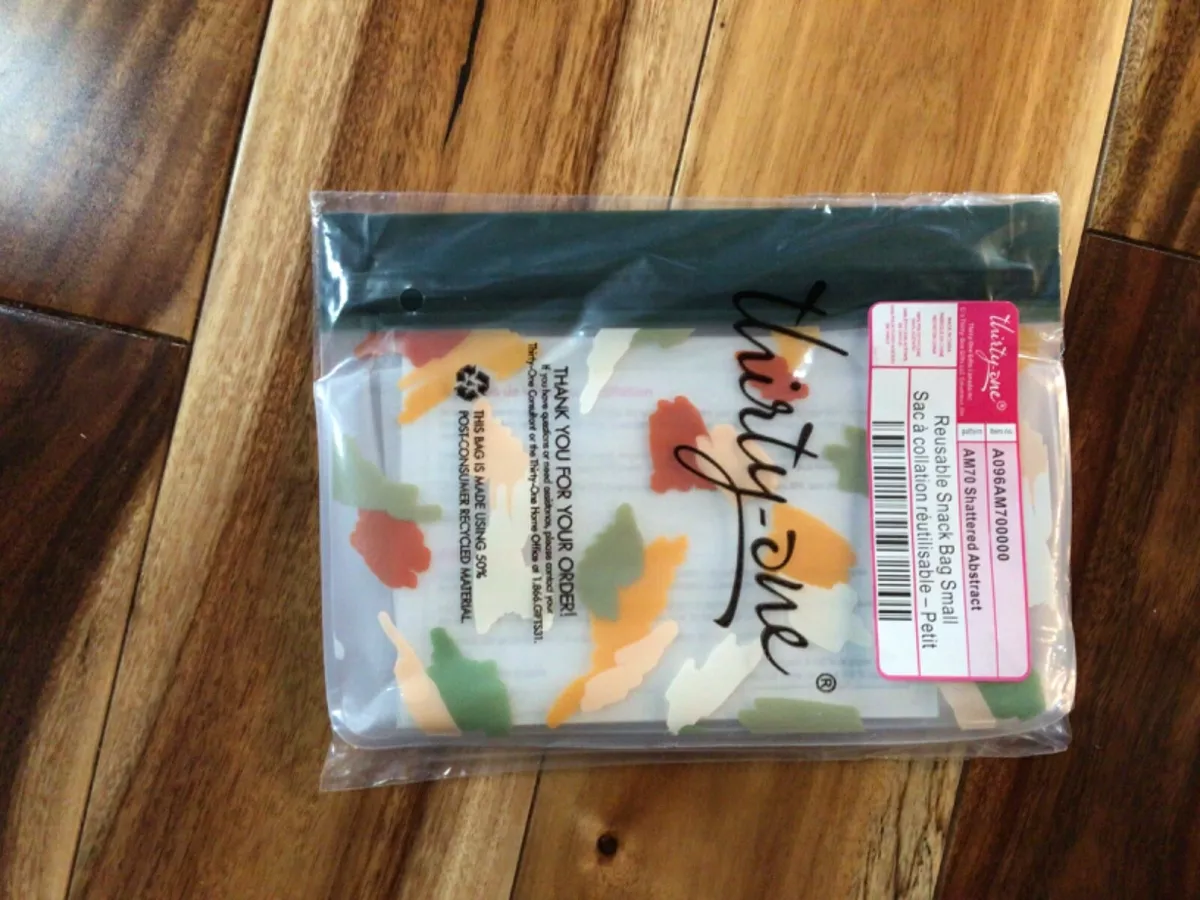 thirty-one®
THANK YOU FOR YOUR ORDER!
If you have questions or need assistance, please contact your
Thirty-One Consultant or the Thirty-One Home Office at 1.866.GIFTS31.
THIS BAG IS MADE USING 50%
POST-CONSUMER RECYCLED MATERIAL
thirty-one®
A096AM700000
AM70 Shattered Abstract
Reusable Snack Bag Small
Sac à collation réutilisable – Petit